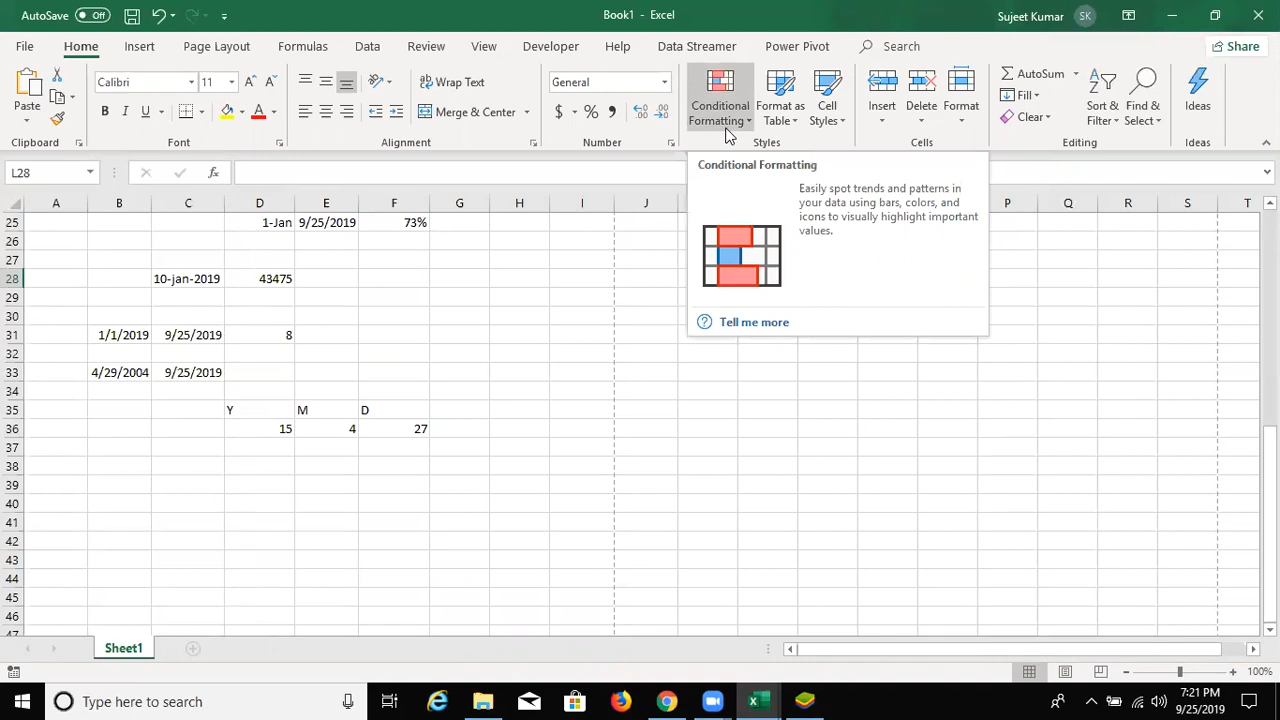 AutoSave Off Book1 - Excel Sujeet Kumar SK
File Home Insert Page Layout Formulas Data Review View Developer Help Data Streamer Power Pivot Search Share
Paste Calibri 11 A A Wrap Text General Conditional Formatting Format as Table Cell Styles Insert Delete Format AutoSum Fill Clear Sort & Filter Find & Select Ideas
B I U A Merge & Center $ % ,
Clipboard Font Alignment Number Styles Cells Editing Ideas
L28 fx
Conditional Formatting
Easily spot trends and patterns in
your data using bars, colors, and
icons to visually highlight important
values.
Tell me more
A B C D E F G H I J K L M N O P Q R S T
25 1-Jan 9/25/2019 73%
26
27
28 10-jan-2019 43475
29
30
31 1/1/2019 9/25/2019 8
32
33 4/29/2004 9/25/2019
34
35 Y M D
36 15 4 27
37
38
39
40
41
42
43
44
45
46
47
Sheet1
100%
Type here to search
7:21 PM
9/25/2019